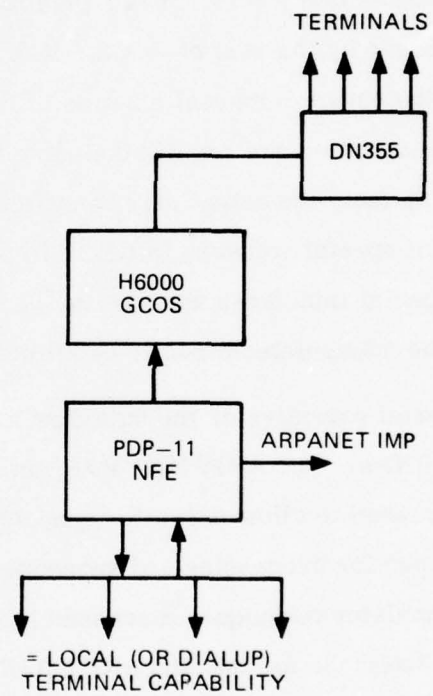 TERMINALS
DN355
H6000
GCOS
PDP-11
NFE
ARPANET IMP
= LOCAL (OR DIALUP)
TERMINAL CAPABILITY